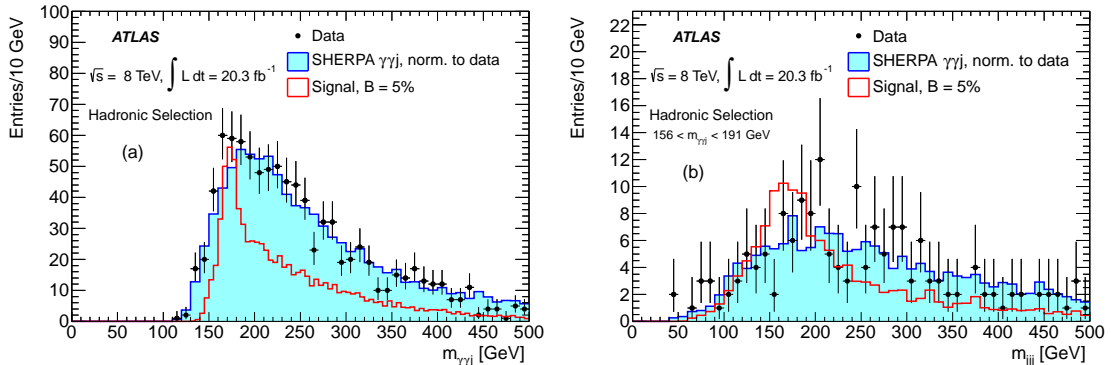 Entries/10 GeV
100
90
80
70
60
50
40
30
20
10
0
ATLAS
√s = 8 TeV, ∫ L dt = 20.3 fb⁻¹
Hadronic Selection
(a)
Data
SHERPA γγj, norm. to data
Signal, B = 5%
0 50 100 150 200 250 300 350 400 450 500
m_γγj [GeV]
Entries/10 GeV
22
20
18
16
14
12
10
8
6
4
2
0
ATLAS
√s = 8 TeV, ∫ L dt = 20.3 fb⁻¹
Hadronic Selection
156 < m_γγj < 191 GeV
(b)
Data
SHERPA γγj, norm. to data
Signal, B = 5%
0 50 100 150 200 250 300 350 400 450 500
m_jjj [GeV]